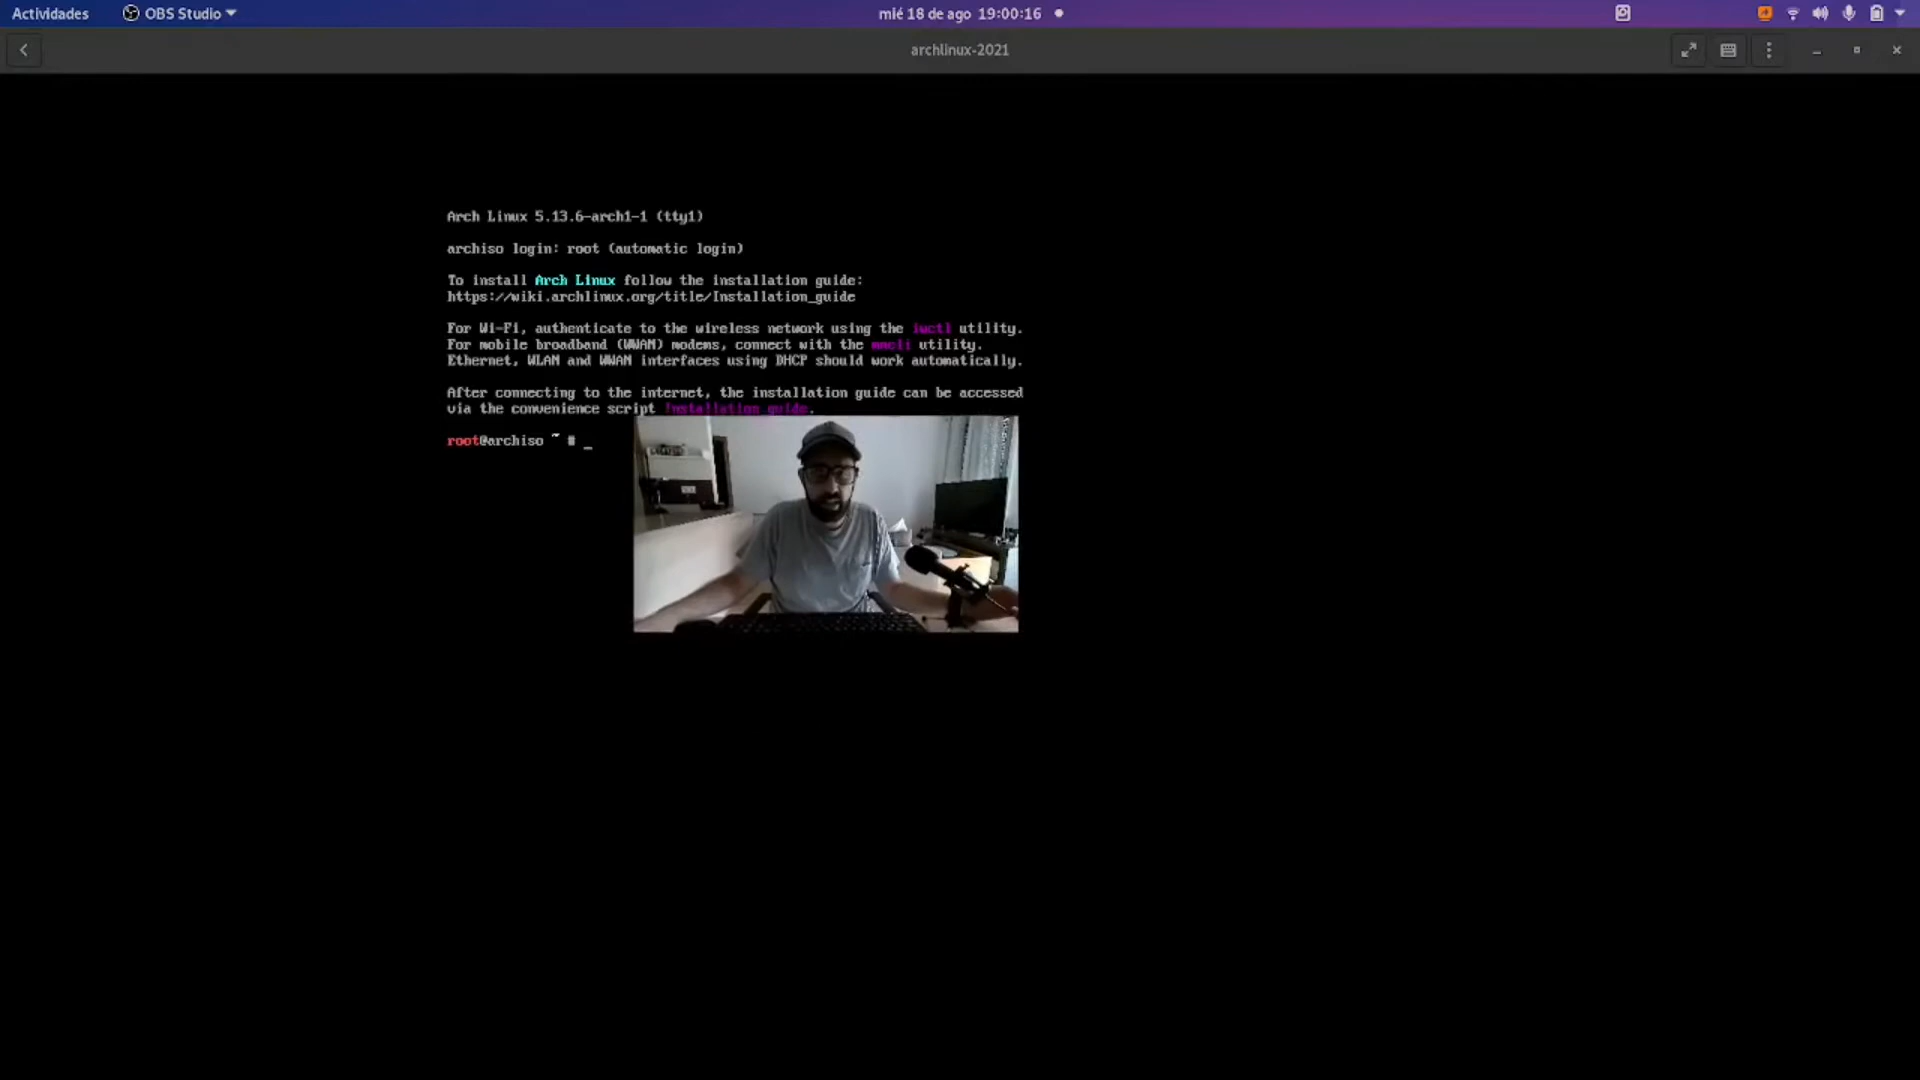 Actividades OBS Studio mié 18 de ago 19:00:16
archlinux-2021
Arch Linux 5.13.6-arch1-1 (tty1)
archiso login: root (automatic login)
To install Arch Linux follow the installation guide:
https://wiki.archlinux.org/title/Installation_guide
For Wi-Fi, authenticate to the wireless network using the iwctl utility.
For mobile broadband (WWAN) modems, connect with the mmcli utility.
Ethernet, WLAN and WWAN interfaces using DHCP should work automatically.
After connecting to the internet, the installation guide can be accessed
via the convenience script Installation_guide.
root@archiso ~ # _